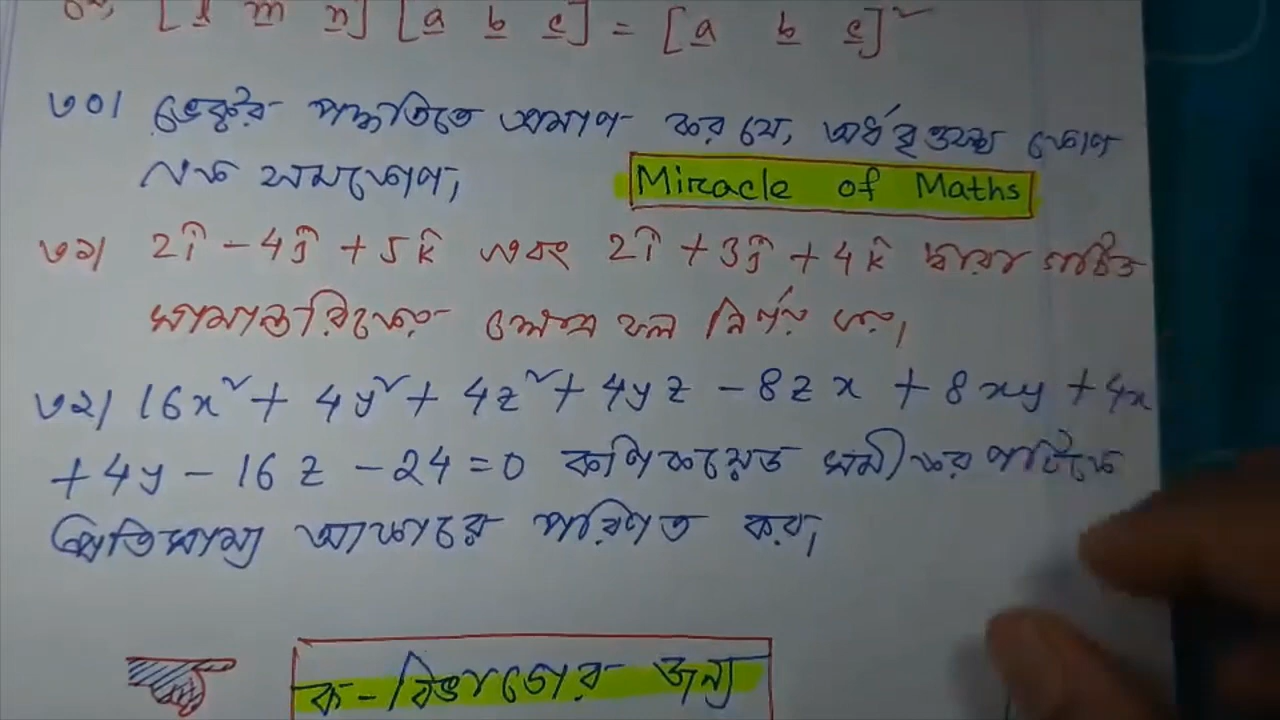 [a b c]²
৩০। ভেক্টর পদ্ধতিতে প্রমাণ কর যে, অর্ধবৃত্তস্থ কোণ
এক সমকোণ।
Miracle of Maths
৩১। 2î - 4ĵ + 5k̂ এবং 2î + 3ĵ + 4k̂ দ্বারা গঠিত
সামান্তরিকের ক্ষেত্রফল নির্ণয় কর।
৩২। 16x² + 4y² + 4z² + 4yz - 8zx + 8xy + 4x
+ 4y - 16z - 24 = 0 কণিকয়েড সমীকরণটিকে
প্রতিসাম্য আকারে পরিণত কর।
ক-বিভাগের জন্য